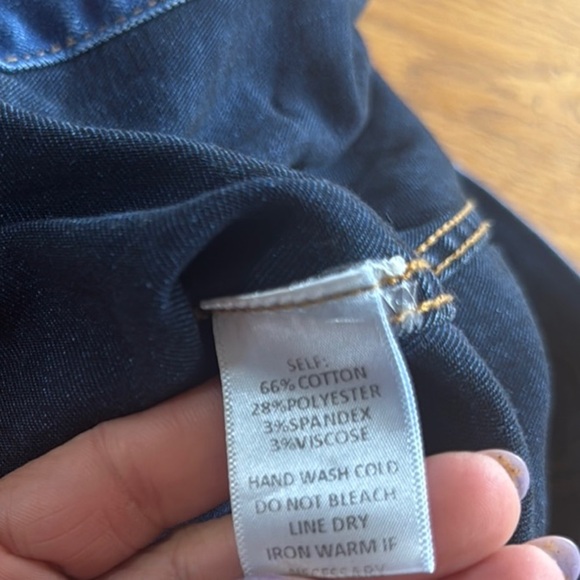 SELF:
66% COTTON
28%POLYESTER
3%SPANDEX
3%VISCOSE
HAND WASH COLD
DO NOT BLEACH
LINE DRY
IRON WARM IF
NECESSARY